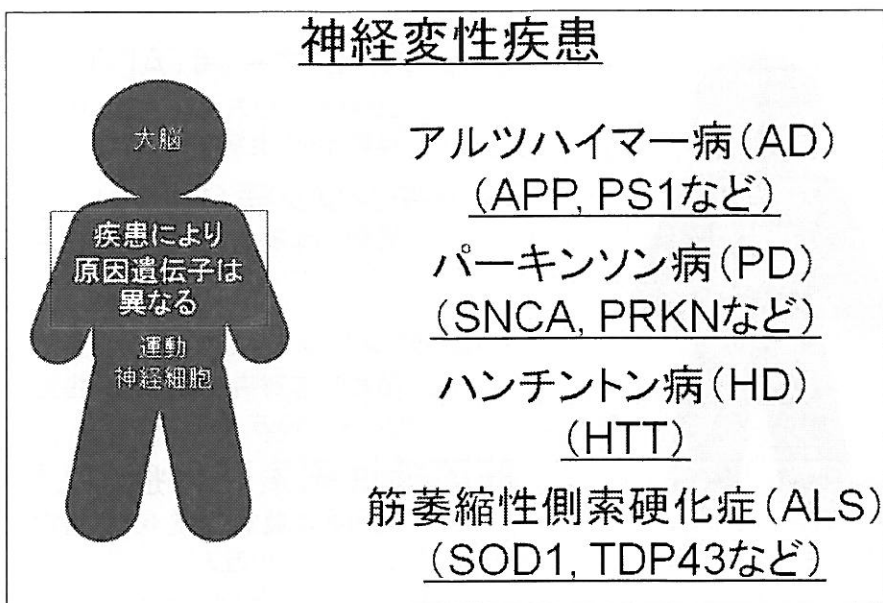 神経変性疾患
大脳
疾患により
原因遺伝子は
異なる
運動
神経細胞
アルツハイマー病(AD)
(APP, PS1など)
パーキンソン病(PD)
(SNCA, PRKNなど)
ハンチントン病(HD)
(HTT)
筋萎縮性側索硬化症(ALS)
(SOD1, TDP43など)